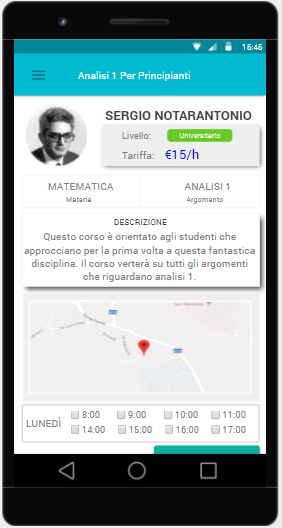 15:45
Analisi 1 Per Principianti
SERGIO NOTARANTONIO
Livello: Universitario
Tariffa: €15/h
MATEMATICA ANALISI 1
Materia Argomento
DESCRIZIONE
Questo corso è orientato agli studenti che
approcciano per la prima volta a questa fantastica
disciplina. Il corso verterà su tutti gli argomenti
che riguardano analisi 1.
LUNEDÌ
8:00 9:00 10:00 11:00
14:00 15:00 16:00 17:00